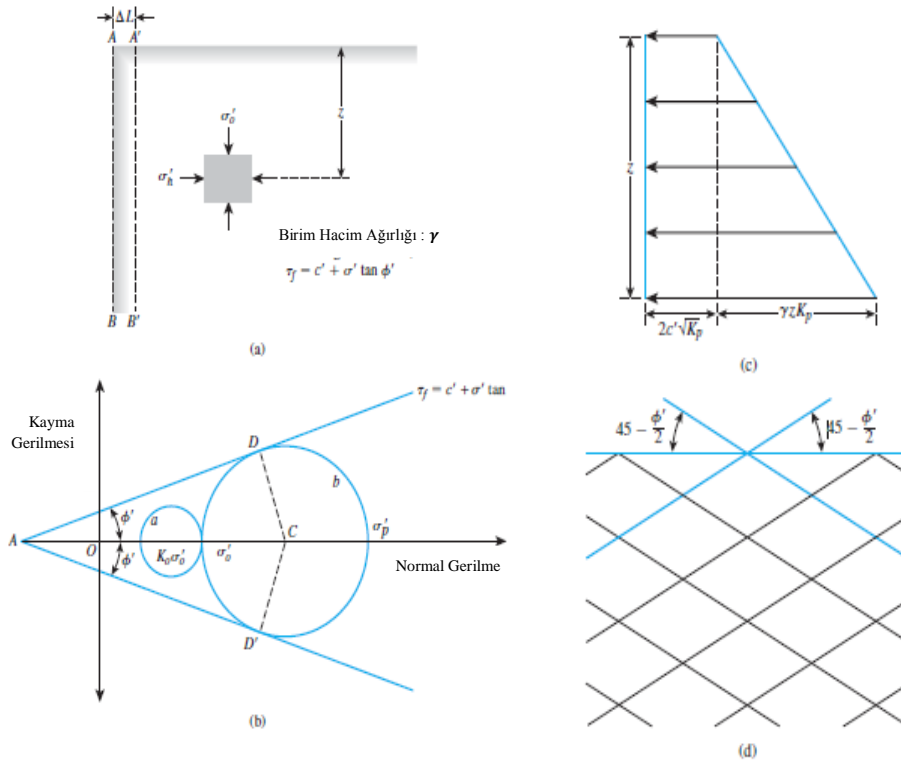 ΔL
A A′
z
σ′o
σ′h
Birim Hacim Ağırlığı : γ
τf = c′ + σ′ tan ϕ′
B B′
(a)
z
2c′√Kp
γzKp
(c)
Kayma
Gerilmesi
τf = c′ + σ′ tan
D
b
a
ϕ′
A
O
ϕ′
Koσ′o
σ′o
C
σ′p
Normal Gerilme
D′
(b)
45 − ϕ′/2
45 − ϕ′/2
(d)